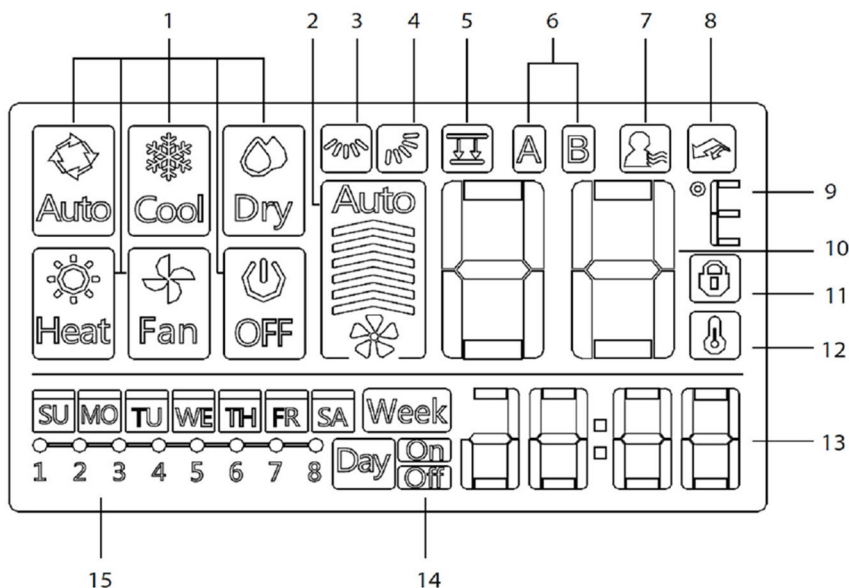 1 2 3 4 5 6 7 8
A B
Auto Cool Dry Auto
9
10
Heat Fan OFF
11
12
SU MO TU WE TH FR SA Week
1 2 3 4 5 6 7 8 Day On
Off
13
15 14